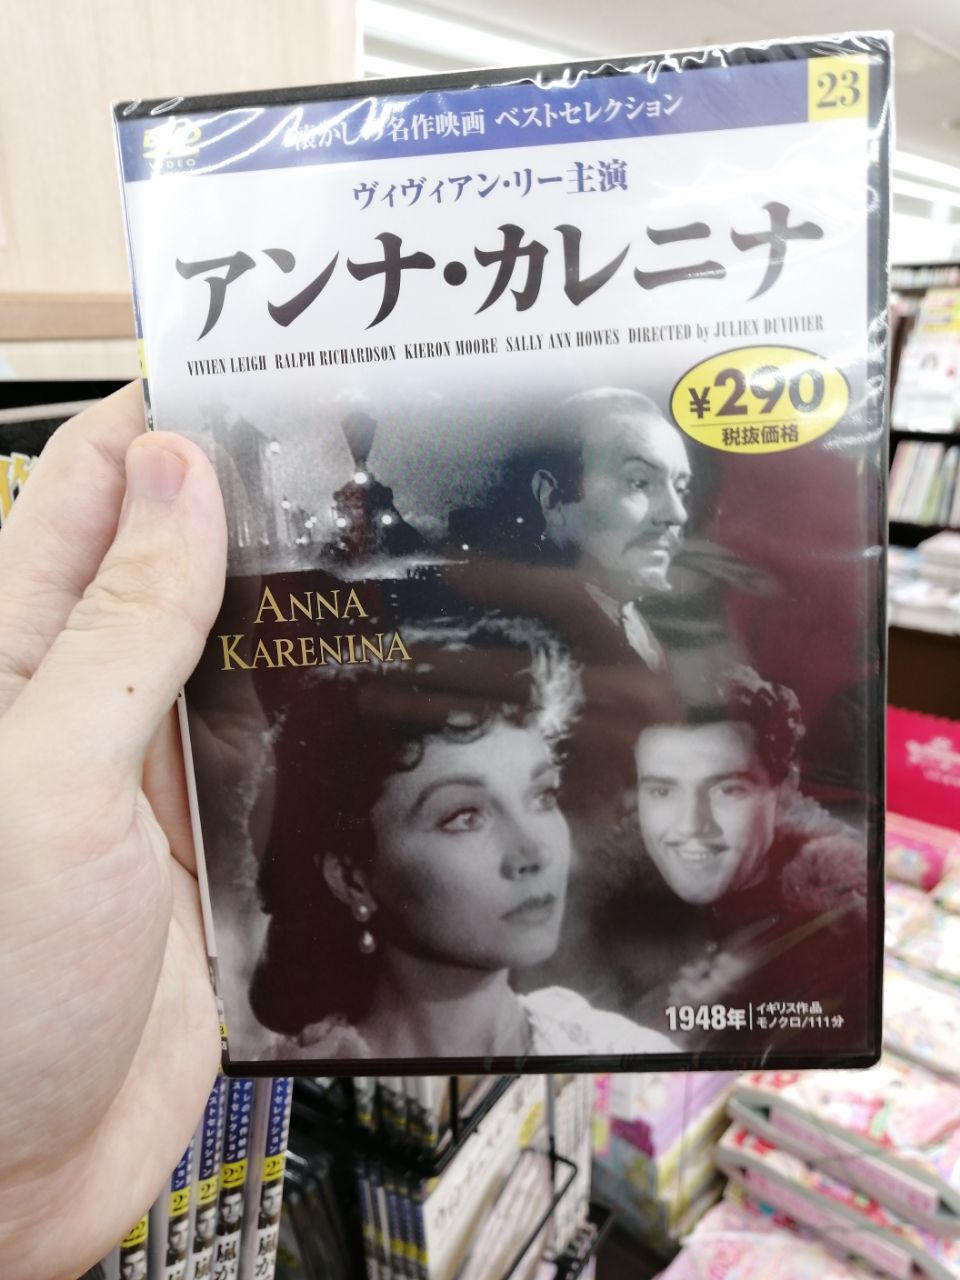 DVD
VIDEO
懐かしの名作映画 ベストセレクション
23
ヴィヴィアン・リー主演
アンナ・カレニナ
VIVIEN LEIGH RALPH RICHARDSON KIERON MOORE SALLY ANN HOWES DIRECTED by JULIEN DUVIVIER
¥290
税抜価格
ANNA
KARENINA
1948年
イギリス作品
モノクロ/111分
22
22
22
22